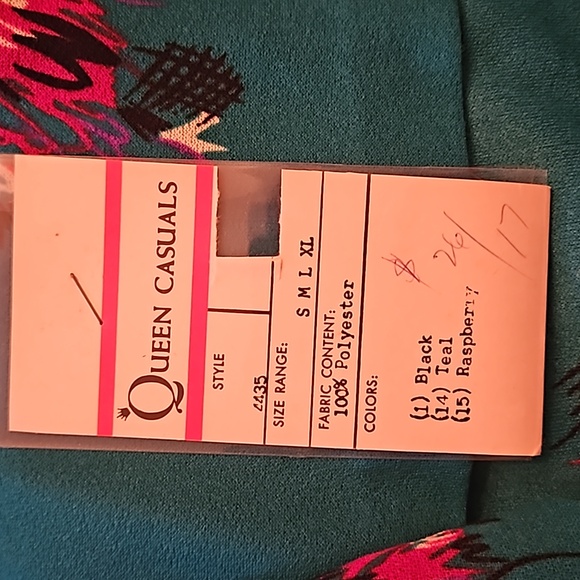 QUEEN CASUALS
STYLE
4435
SIZE RANGE:
S M L XL
FABRIC CONTENT:
100% Polyester
COLORS:
(1) Black
(14) Teal
(15) Raspberry
$ 26/17